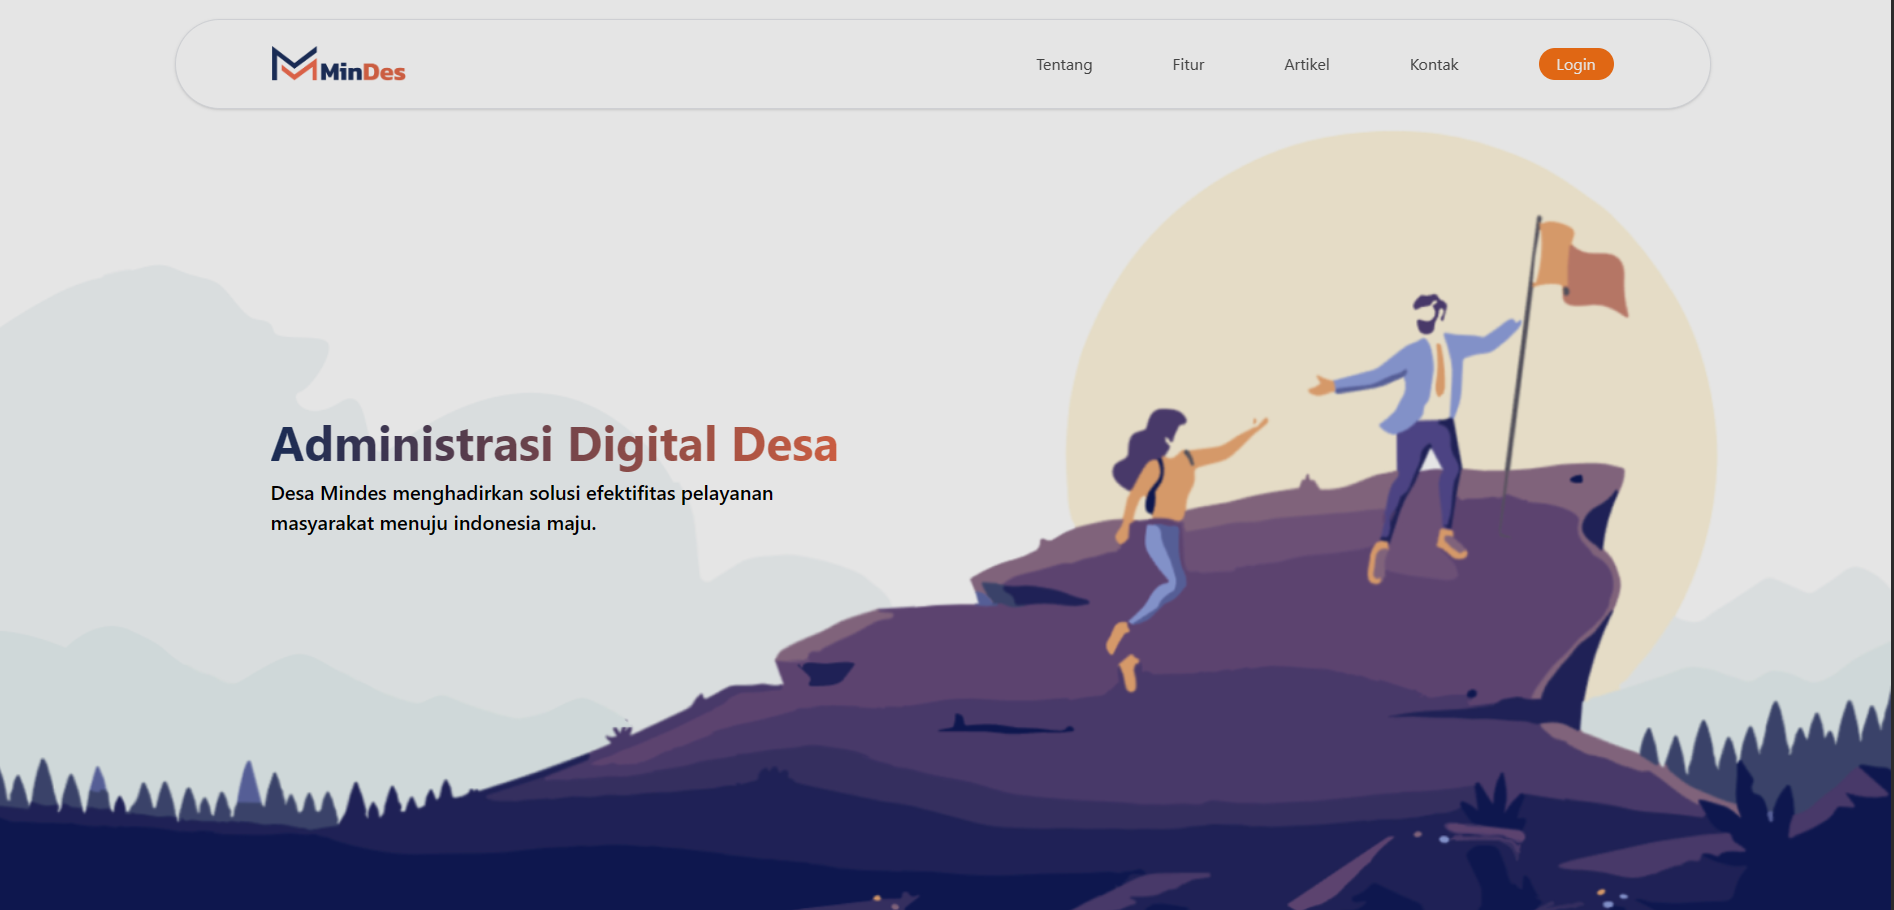 MinDes
Tentang
Fitur
Artikel
Kontak
Login
Administrasi Digital Desa
Desa Mindes menghadirkan solusi efektifitas pelayanan
masyarakat menuju indonesia maju.